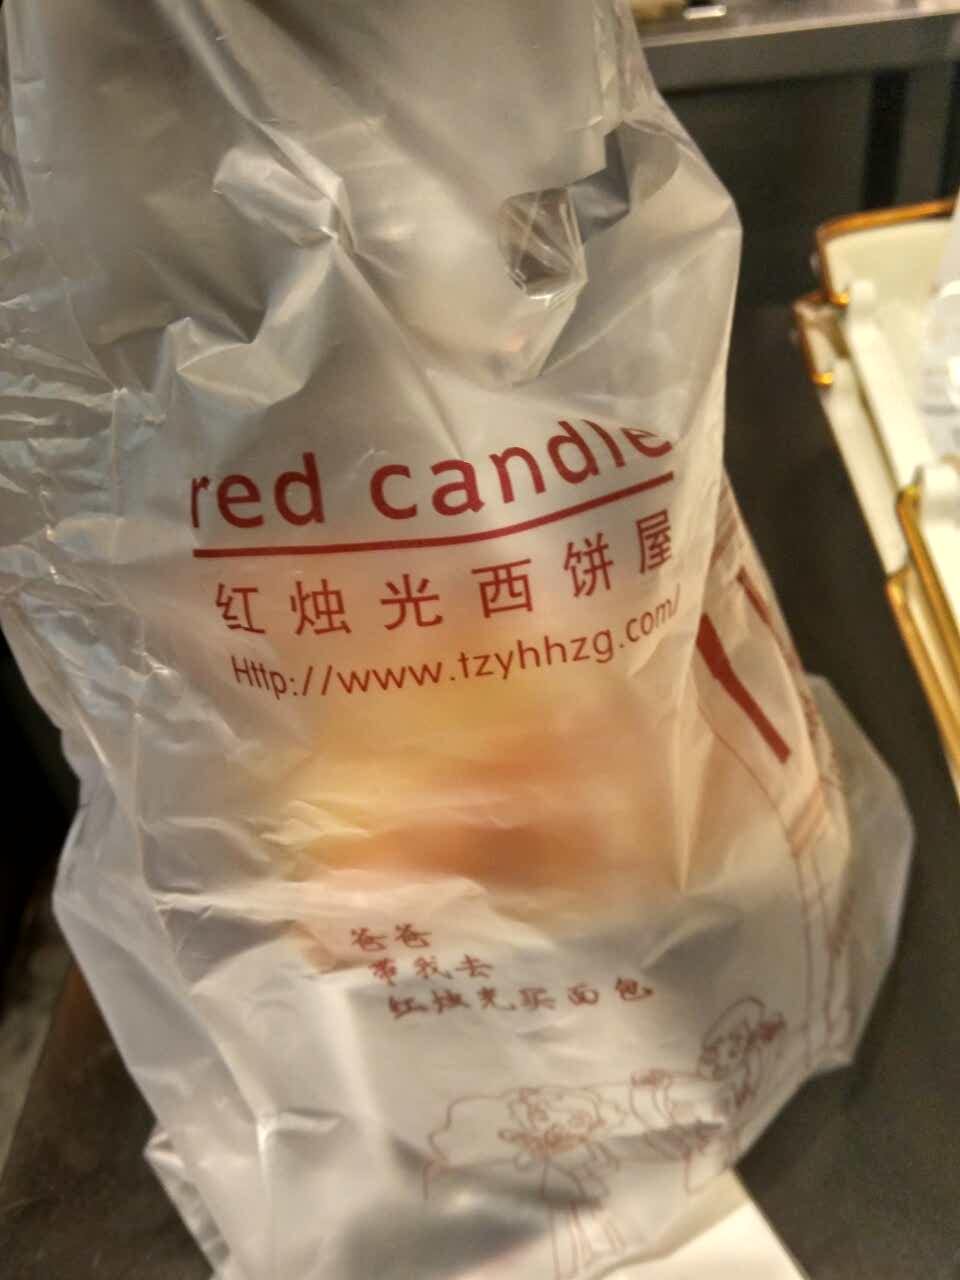 red candle
红烛光西饼屋
Http://www.tzyhhzg.com/
爸爸
带我去
红烛光买面包